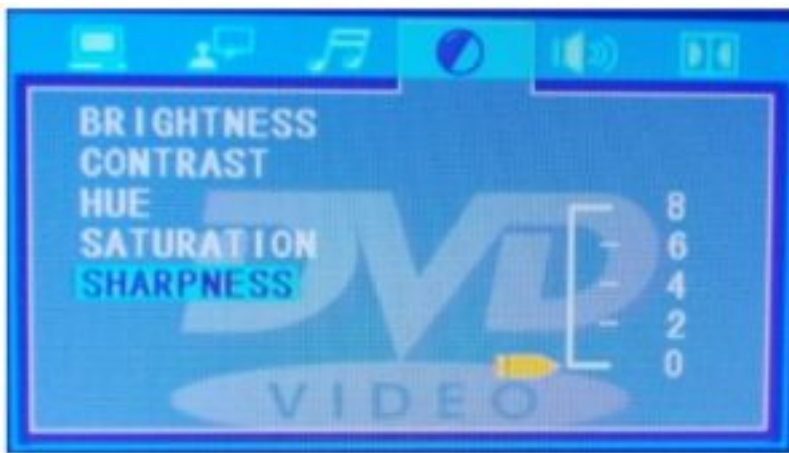 BRIGHTNESS
CONTRAST
HUE
SATURATION
SHARPNESS
8
6
4
2
0
DVD
VIDEO